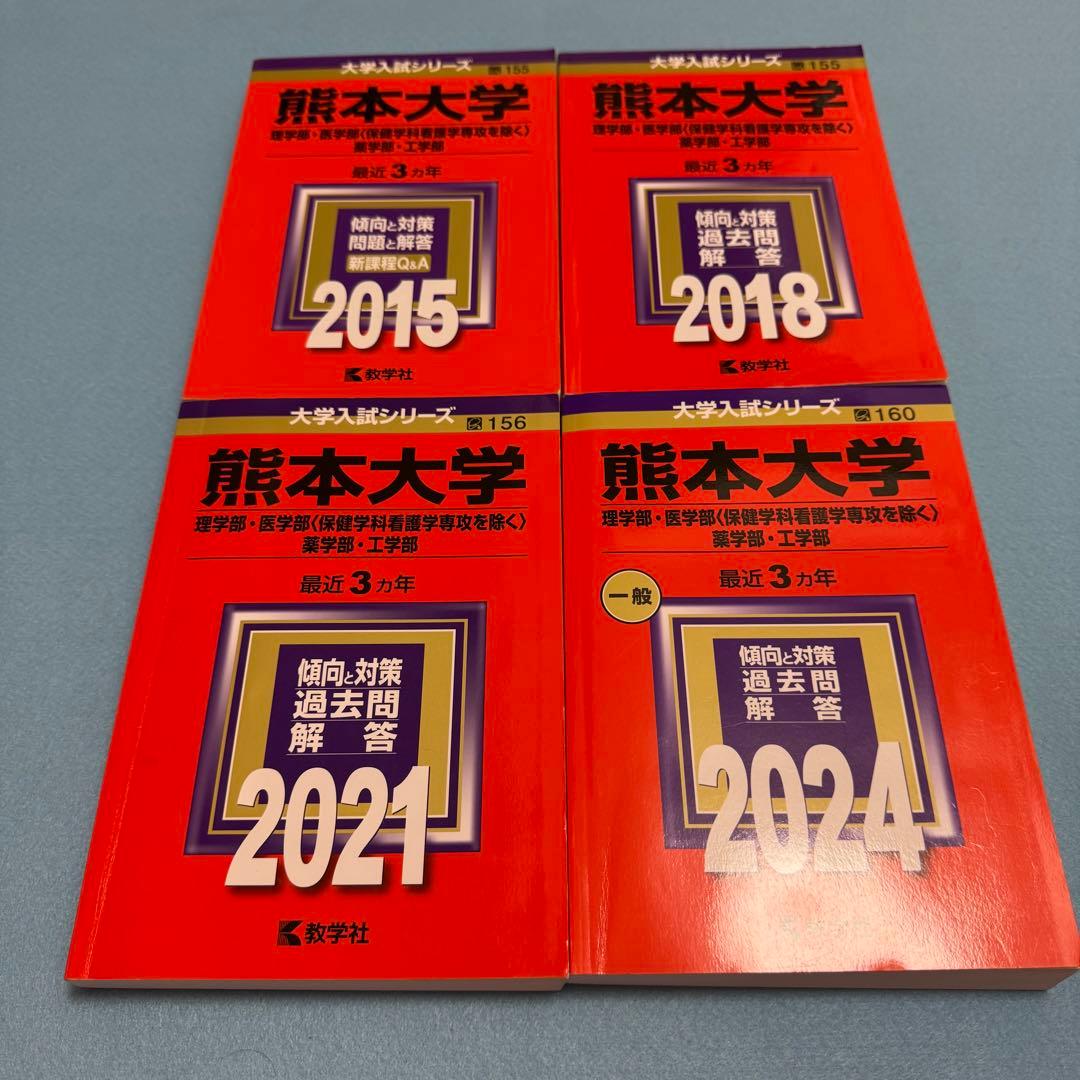 大学入試シリーズ
155
熊本大学
理学部・医学部〈保健学科看護学専攻を除く〉
薬学部・工学部
最近3カ年
傾向と対策
問題と解答
新課程Q&A
2015
教学社
大学入試シリーズ
155
熊本大学
理学部・医学部〈保健学科看護学専攻を除く〉
薬学部・工学部
最近3カ年
傾向と対策
過去問
解答
2018
教学社
大学入試シリーズ
156
熊本大学
理学部・医学部〈保健学科看護学専攻を除く〉
薬学部・工学部
最近3カ年
傾向と対策
過去問
解答
2021
教学社
大学入試シリーズ
160
熊本大学
理学部・医学部〈保健学科看護学専攻を除く〉
薬学部・工学部
最近3カ年
一般
傾向と対策
過去問
解答
2024